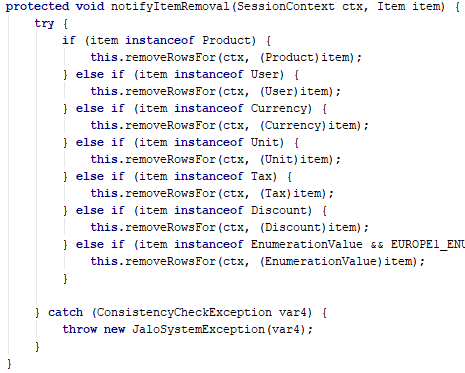 protected void notifyItemRemoval(SessionContext ctx, Item item) {
    try {
        if (item instanceof Product) {
            this.removeRowsFor(ctx, (Product)item);
        } else if (item instanceof User) {
            this.removeRowsFor(ctx, (User)item);
        } else if (item instanceof Currency) {
            this.removeRowsFor(ctx, (Currency)item);
        } else if (item instanceof Unit) {
            this.removeRowsFor(ctx, (Unit)item);
        } else if (item instanceof Tax) {
            this.removeRowsFor(ctx, (Tax)item);
        } else if (item instanceof Discount) {
            this.removeRowsFor(ctx, (Discount)item);
        } else if (item instanceof EnumerationValue && EUROPE1_ENU
            this.removeRowsFor(ctx, (EnumerationValue)item);
        }
    } catch (ConsistencyCheckException var4) {
        throw new JaloSystemException(var4);
    }
}